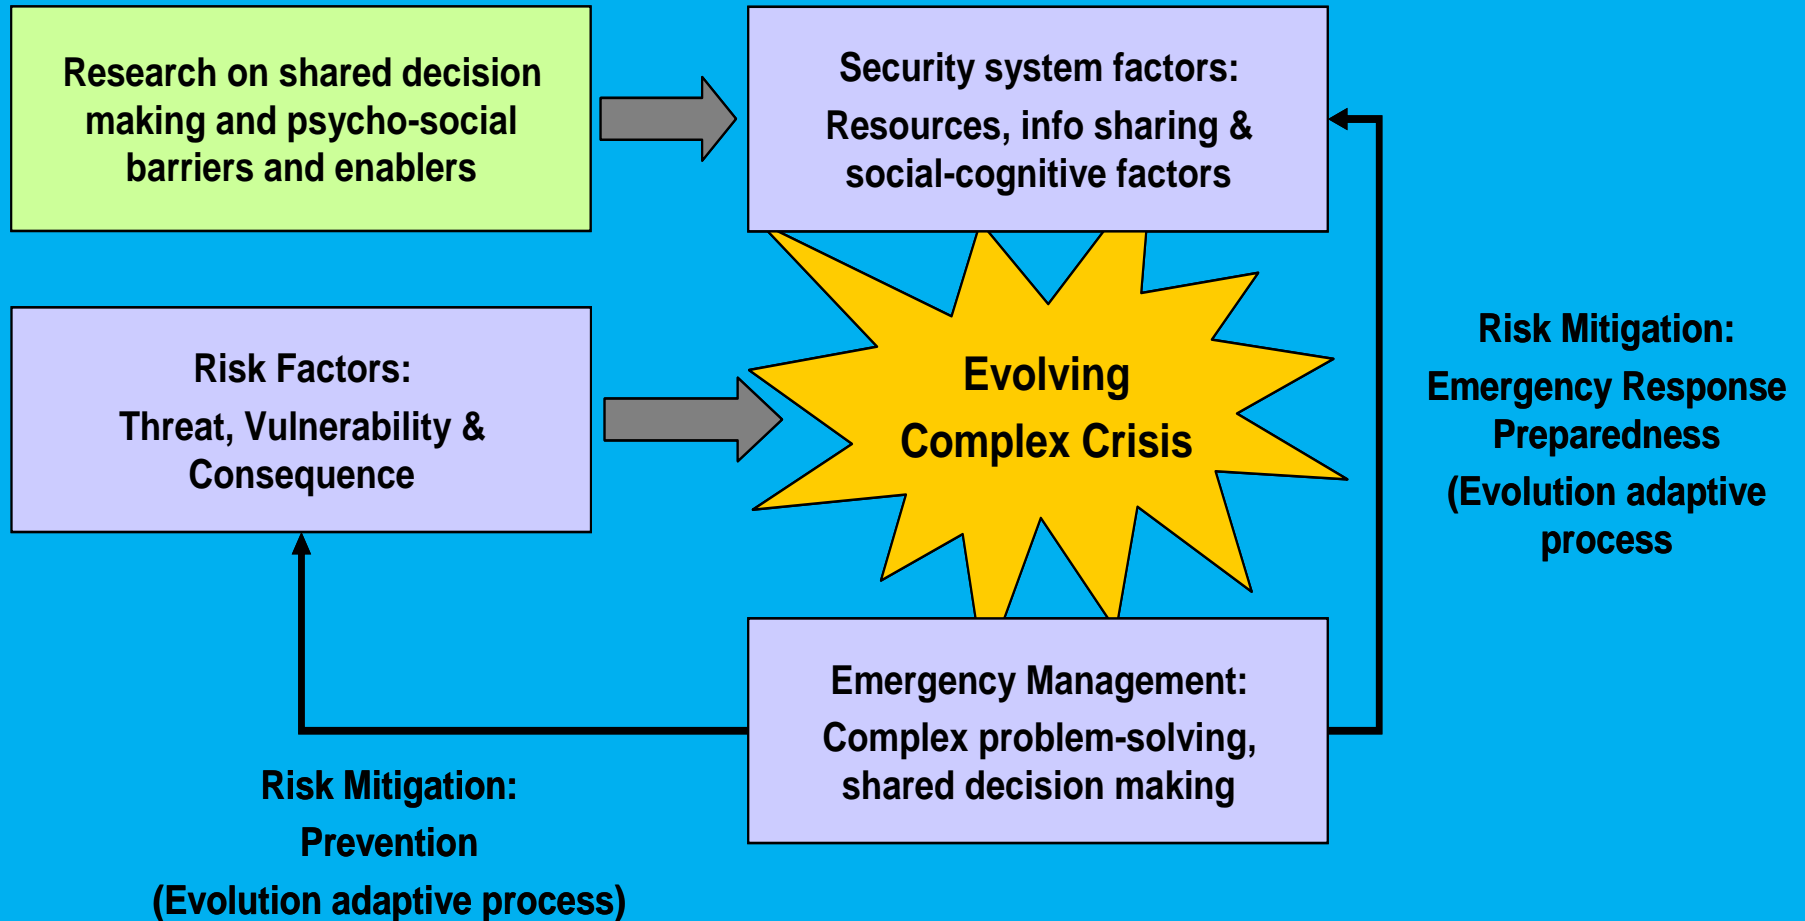 Research on shared decision
making and psycho-social
barriers and enablers
Security system factors:
Resources, info sharing &
social-cognitive factors
Risk Factors:
Threat, Vulnerability &
Consequence
Evolving
Complex Crisis
Risk Mitigation:
Emergency Response
Preparedness
(Evolution adaptive
process
Emergency Management:
Complex problem-solving,
shared decision making
Risk Mitigation:
Prevention
(Evolution adaptive process)